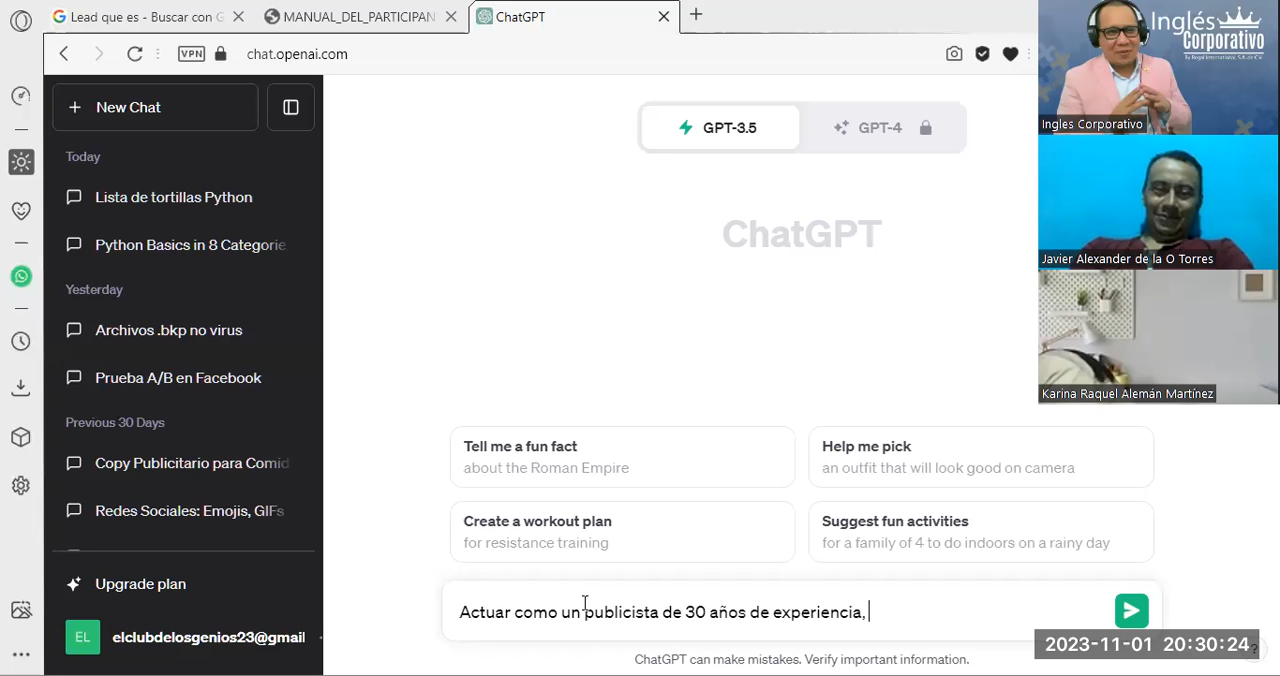 Lead que es - Buscar con G
MANUAL_DEL_PARTICIPAN
ChatGPT
VPN
chat.openai.com
New Chat
Today
Lista de tortillas Python
Python Basics in 8 Categorie
Yesterday
Archivos .bkp no virus
Prueba A/B en Facebook
Previous 30 Days
Copy Publicitario para Comid
Redes Sociales: Emojis, GIFs
Upgrade plan
EL
elclubdelosgenios23@gmail
GPT-3.5
GPT-4
ChatGPT
Tell me a fun fact
about the Roman Empire
Help me pick
an outfit that will look good on camera
Create a workout plan
for resistance training
Suggest fun activities
for a family of 4 to do indoors on a rainy day
Actuar como un publicista de 30 años de experiencia,
ChatGPT can make mistakes. Verify important information.
Inglés
Corporativo
By Regal International, S.A. de C.V.
Ingles Corporativo
Javier Alexander de la O Torres
Karina Raquel Alemán Martínez
2023-11-01 20:30:24